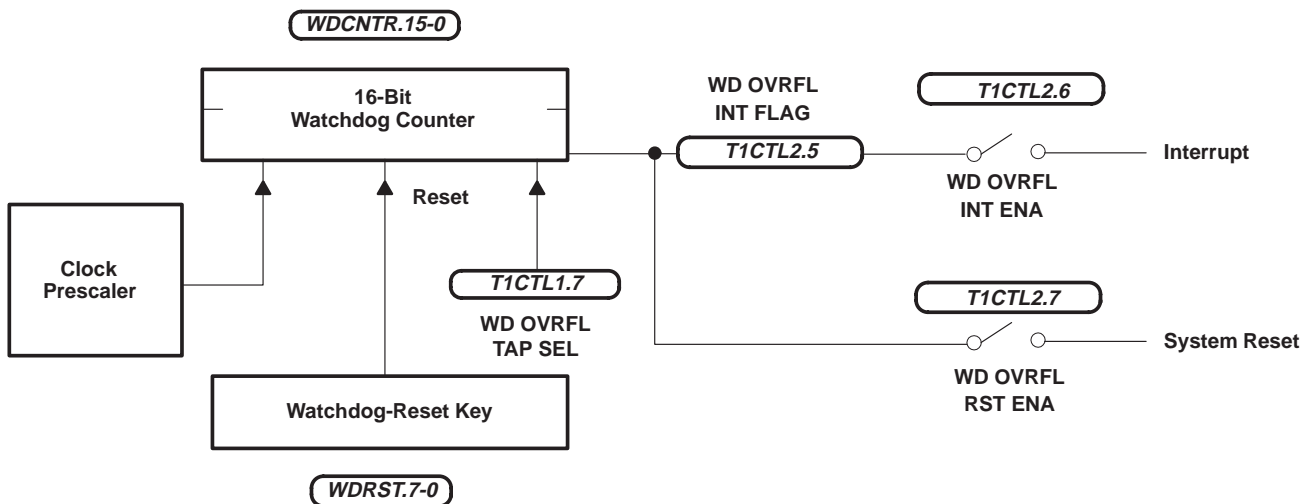 WDCNTR.15-0
16-Bit
Watchdog Counter
WD OVRFL
INT FLAG
T1CTL2.6
T1CTL2.5
Interrupt
WD OVRFL
INT ENA
Reset
Clock
Prescaler
T1CTL1.7
WD OVRFL
TAP SEL
T1CTL2.7
System Reset
WD OVRFL
RST ENA
Watchdog-Reset Key
WDRST.7-0